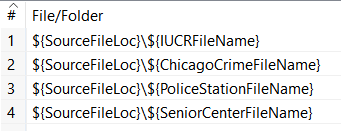 # File/Folder
1 ${SourceFileLoc}\${IUCRFileName}
2 ${SourceFileLoc}\${ChicagoCrimeFileName}
3 ${SourceFileLoc}\${PoliceStationFileName}
4 ${SourceFileLoc}\${SeniorCenterFileName}